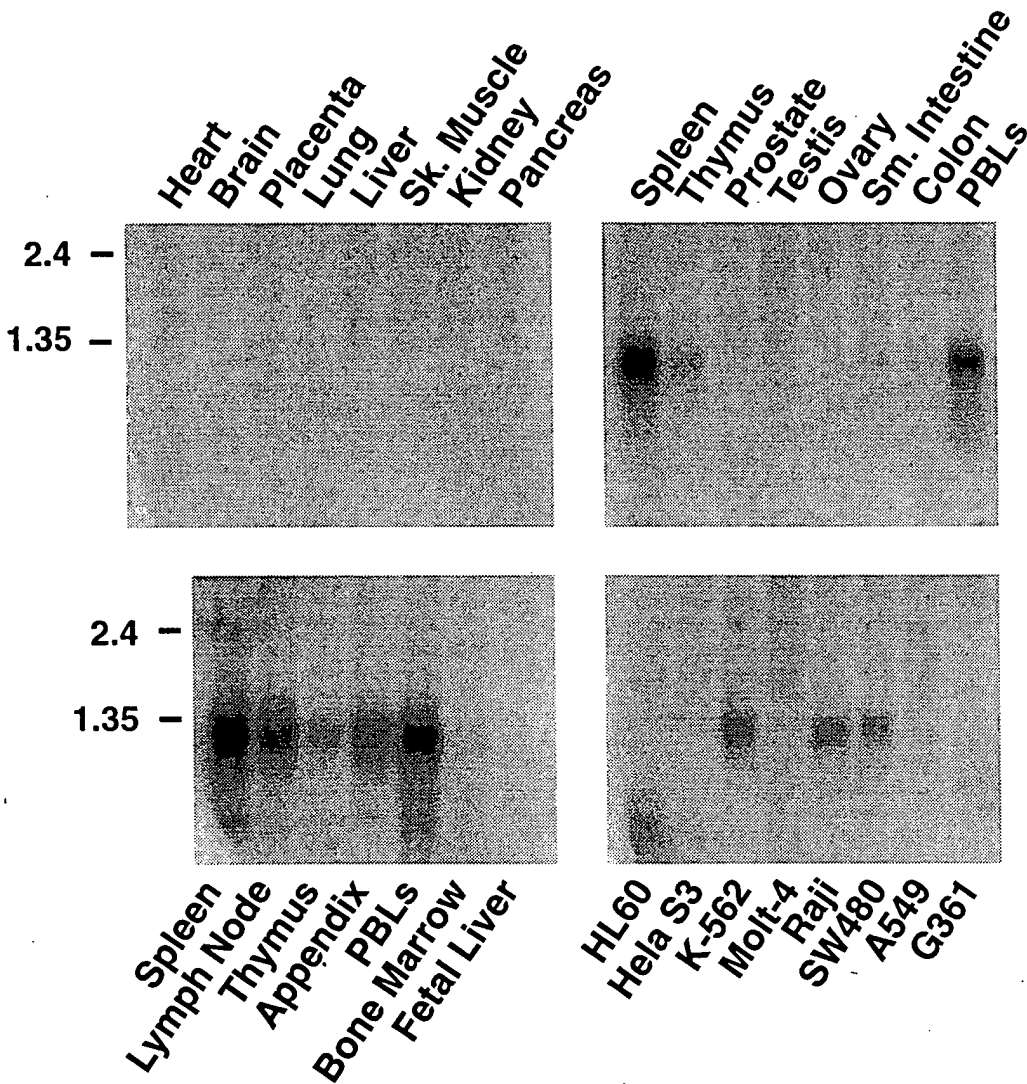 Heart
Brain
Placenta
Lung
Liver
Sk. Muscle
Kidney
Pancreas
Spleen
Thymus
Prostate
Testis
Ovary
Sm. Intestine
Colon
PBLs
2.4
1.35
2.4
1.35
Spleen
Lymph Node
Thymus
Appendix
PBLs
Bone Marrow
Fetal Liver
HL60
Hela S3
K-562
Molt-4
Raji
SW480
A549
G361